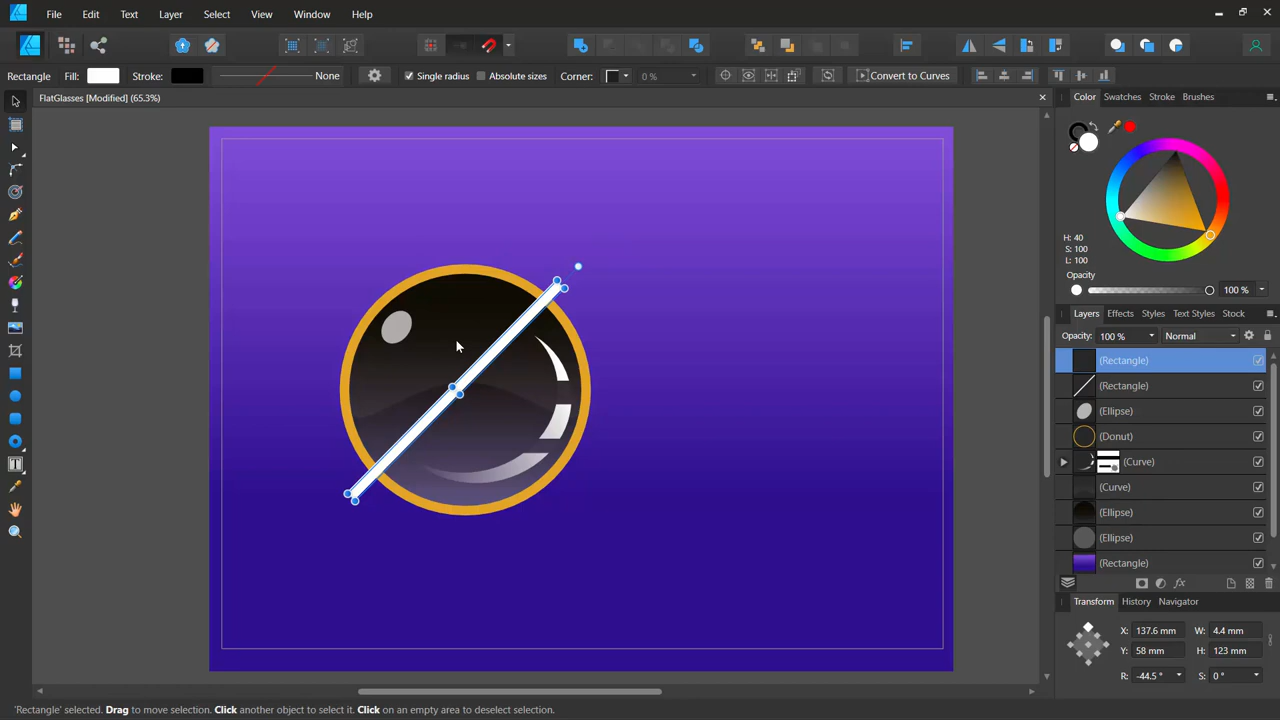 File Edit Text Layer Select View Window Help
Rectangle Fill: Stroke: None Single radius Absolute sizes Corner: 0 % Convert to Curves
FlatGlasses [Modified] (65.3%)
Color Swatches Stroke Brushes
H: 40
S: 100
L: 100
Opacity
100 %
Layers Effects Styles Text Styles Stock
Opacity: 100 % Normal
(Rectangle)
(Rectangle)
(Ellipse)
(Donut)
(Curve)
(Curve)
(Ellipse)
(Ellipse)
(Rectangle)
fx
Transform History Navigator
X: 137.6 mm W: 4.4 mm
Y: 58 mm H: 123 mm
R: -44.5 ° S: 0 °
'Rectangle' selected. Drag to move selection. Click another object to select it. Click on an empty area to deselect selection.